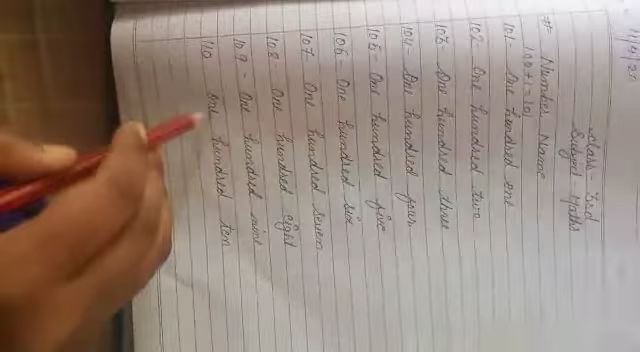 Class - 3rd
Subject Maths
# Number Name
100+1=101
101- One hundred one
102- One hundred two
103- One hundred three
104- One hundred four
105- One hundred five
106- One hundred six
107 One hundred seven
108- One hundred eight
109- One hundred nine
110 one hundred ten